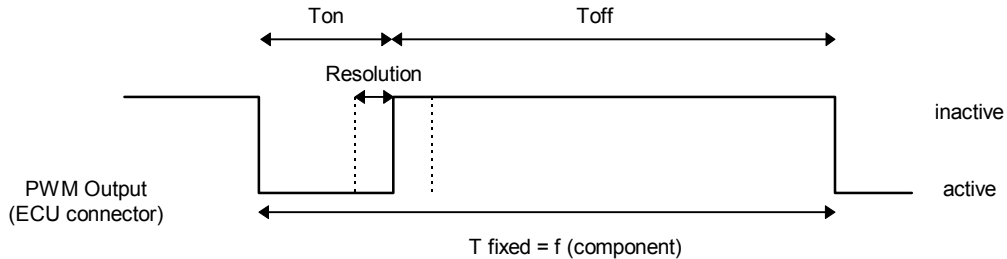 Ton
Toff
Resolution
inactive
PWM Output
(ECU connector)
active
T fixed = f (component)